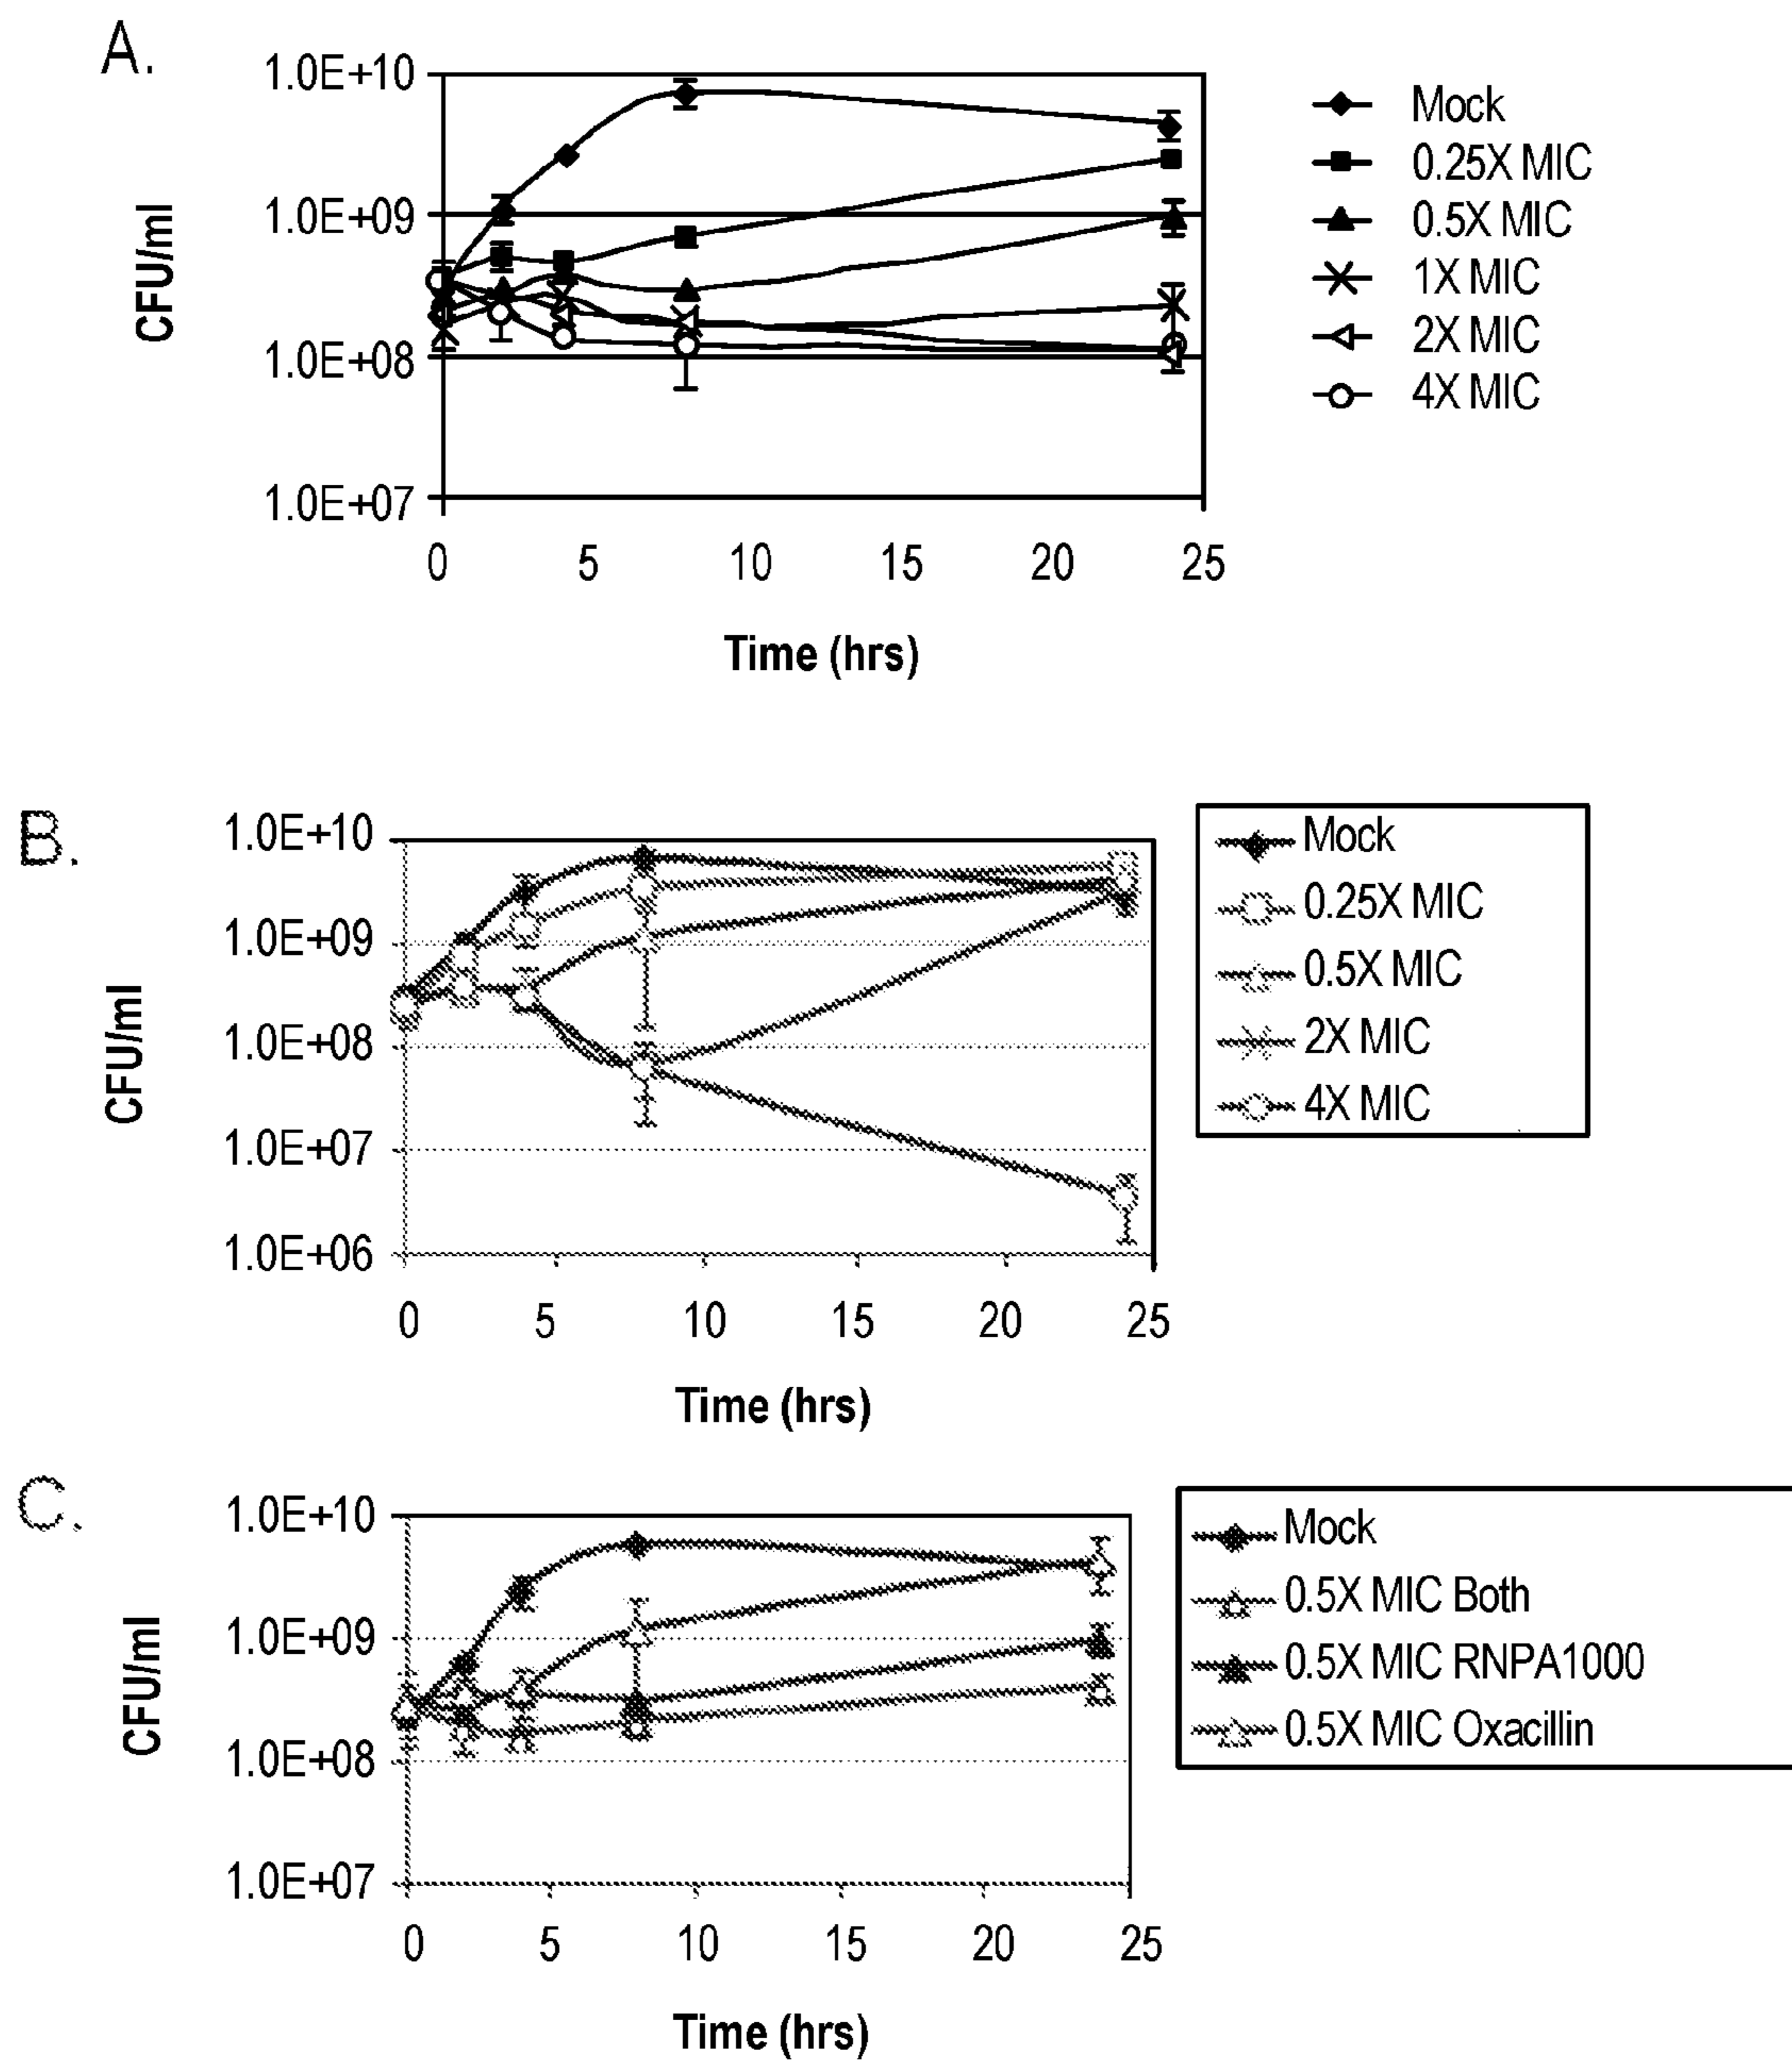 A.
1.0E+10
1.0E+09
1.0E+08
1.0E+07
CFU/ml
0 5 10 15 20 25
Time (hrs)
Mock
0.25X MIC
0.5X MIC
1X MIC
2X MIC
4X MIC
B.
1.0E+10
1.0E+09
1.0E+08
1.0E+07
1.0E+06
CFU/ml
0 5 10 15 20 25
Time (hrs)
Mock
0.25X MIC
0.5X MIC
2X MIC
4X MIC
C.
1.0E+10
1.0E+09
1.0E+08
1.0E+07
CFU/ml
0 5 10 15 20 25
Time (hrs)
Mock
0.5X MIC Both
0.5X MIC RNPA1000
0.5X MIC Oxacillin